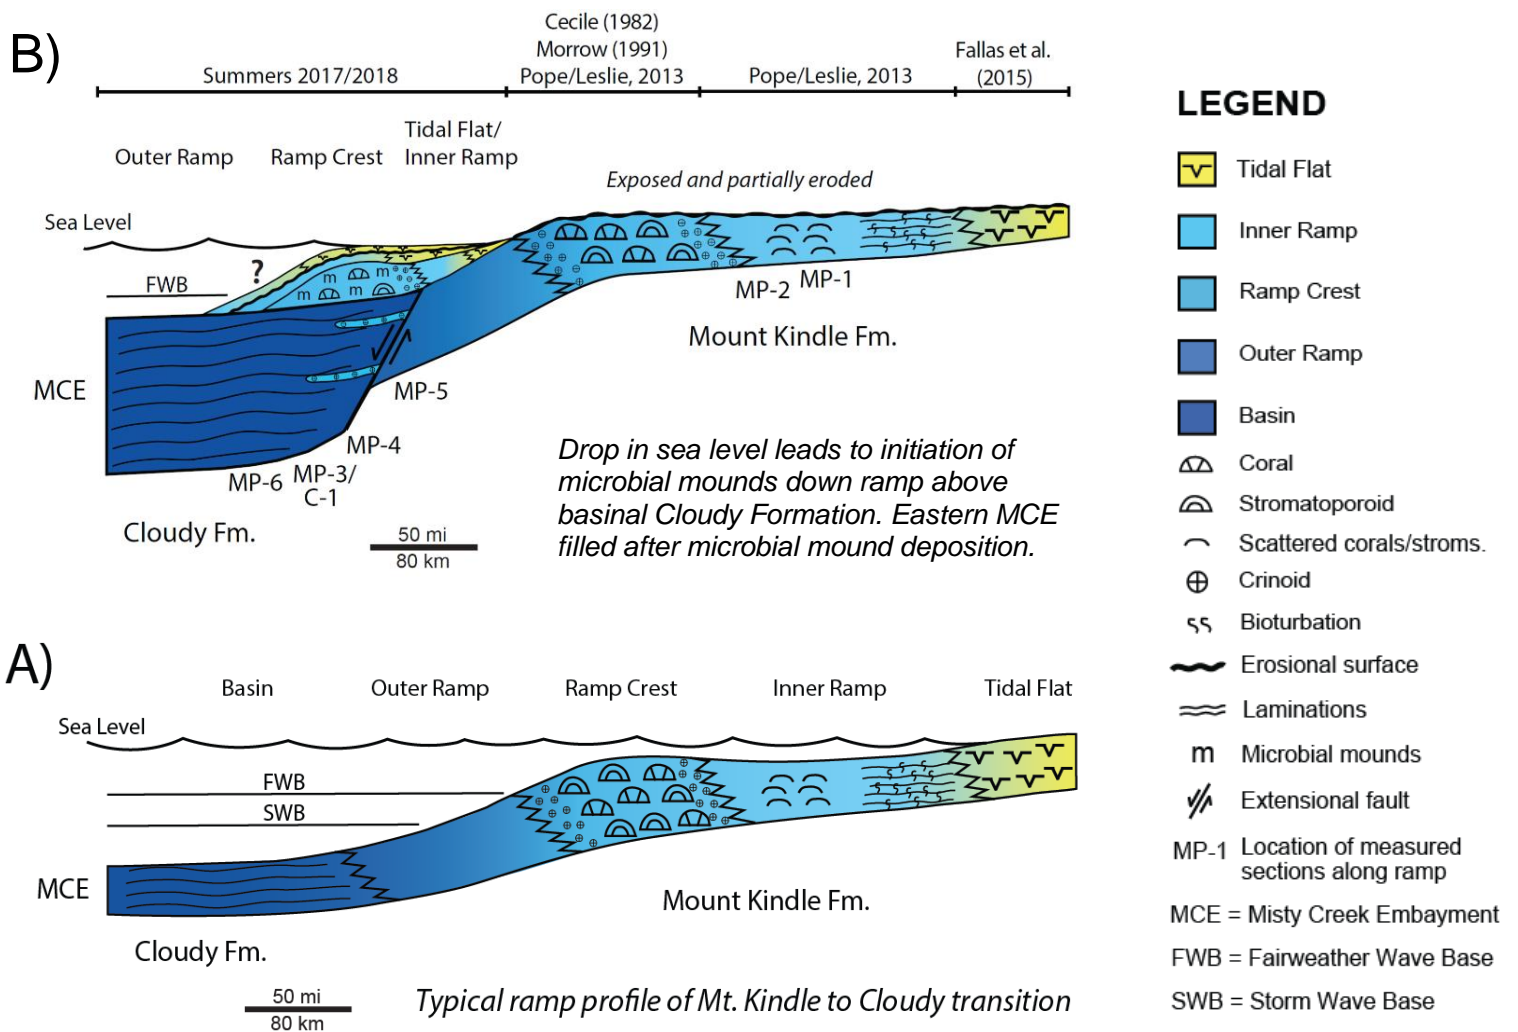 B)
Cecile (1982)
Morrow (1991)
Summers 2017/2018
Pope/Leslie, 2013
Pope/Leslie, 2013
Fallas et al.
(2015)
Outer Ramp
Ramp Crest
Tidal Flat/
Inner Ramp
Exposed and partially eroded
Sea Level
?
FWB
m
m
m
m
m
MCE
MP-2
MP-1
Mount Kindle Fm.
MP-5
MP-4
MP-3/
C-1
MP-6
Cloudy Fm.
50 mi
80 km
Drop in sea level leads to initiation of
microbial mounds down ramp above
basinal Cloudy Formation. Eastern MCE
filled after microbial mound deposition.
A)
Basin
Outer Ramp
Ramp Crest
Inner Ramp
Tidal Flat
Sea Level
FWB
SWB
MCE
Mount Kindle Fm.
Cloudy Fm.
50 mi
80 km
Typical ramp profile of Mt. Kindle to Cloudy transition
LEGEND
Tidal Flat
Inner Ramp
Ramp Crest
Outer Ramp
Basin
Coral
Stromatoporoid
Scattered corals/stroms.
Crinoid
Bioturbation
Erosional surface
Laminations
m Microbial mounds
Extensional fault
MP-1 Location of measured
sections along ramp
MCE = Misty Creek Embayment
FWB = Fairweather Wave Base
SWB = Storm Wave Base